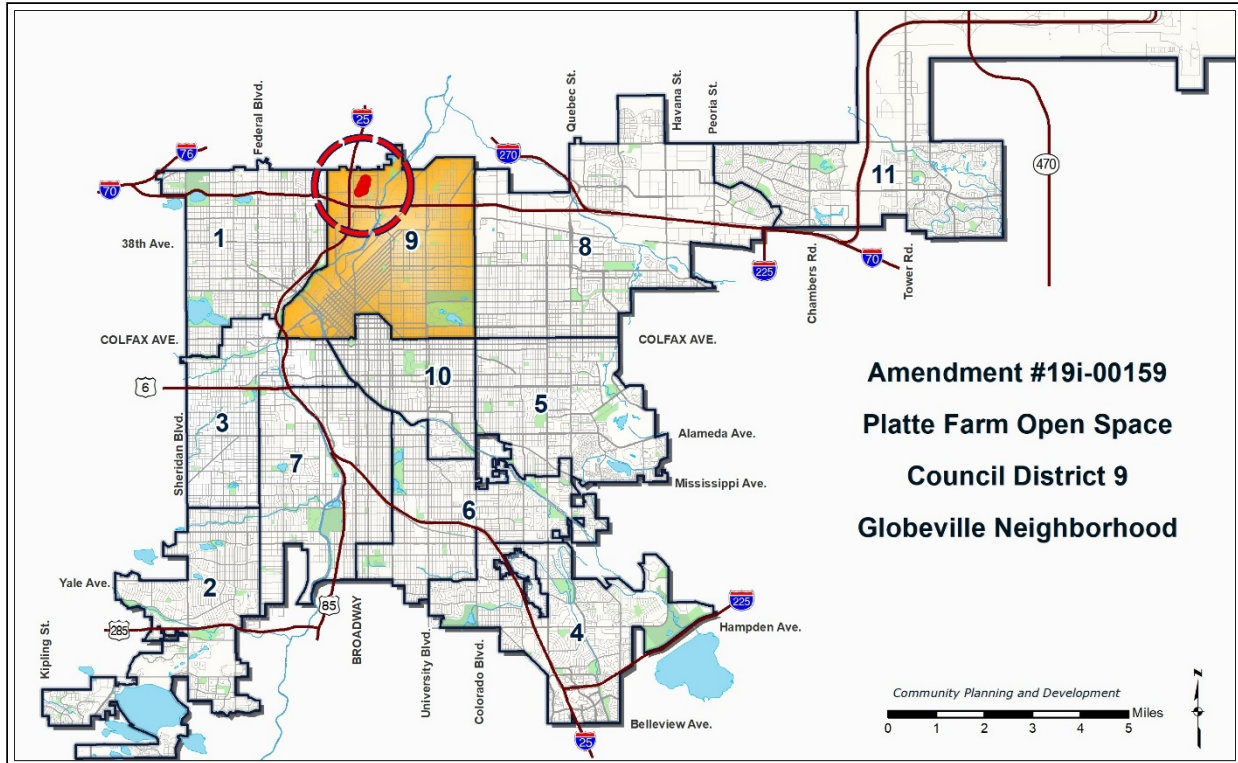 Federal Blvd.
25
Quebec St.
Havana St.
Peoria St.
76
270
70
470
11
1
38th Ave.
9
8
225
Chambers Rd.
70
Tower Rd.
COLFAX AVE.
COLFAX AVE.
6
10
Amendment #19i-00159
Platte Farm Open Space
Council District 9
Globeville Neighborhood
3
5
Sheridan Blvd.
7
Alameda Ave.
Mississippi Ave.
6
Yale Ave.
2
85
225
285
BROADWAY
University Blvd.
Colorado Blvd.
4
Hampden Ave.
Kipling St.
Community Planning and Development
Miles
0 1 2 3 4 5
Belleview Ave.
25
N